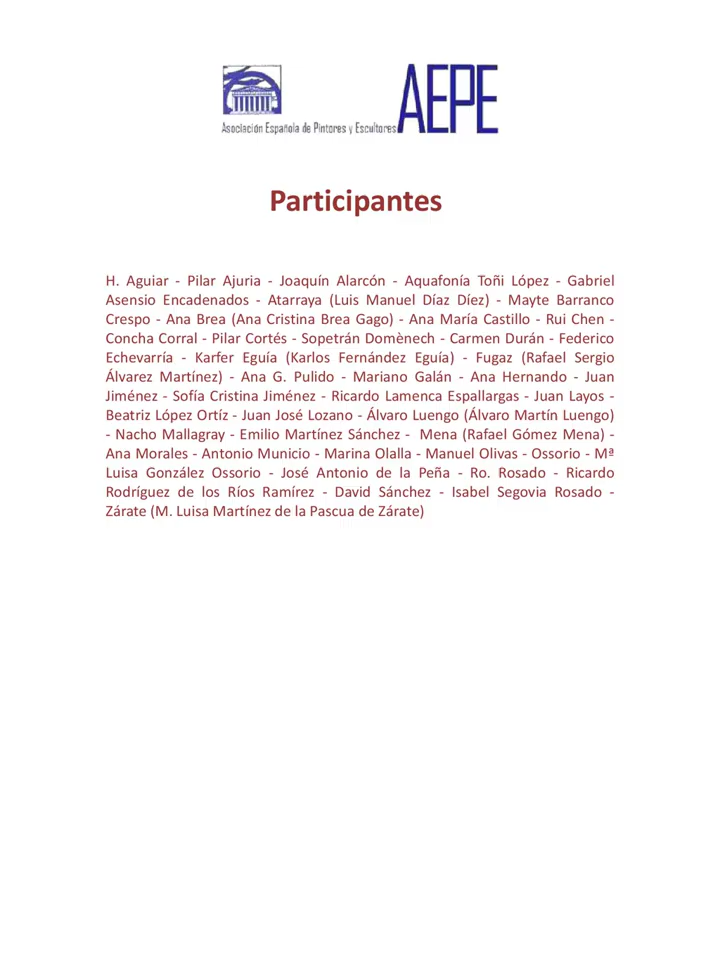 AEPE
Asociación Española de Pintores y Escultores
Participantes
H. Aguiar - Pilar Ajuria - Joaquín Alarcón - Aquafonía Toñi López - Gabriel
Asensio Encadenados - Atarraya (Luis Manuel Díaz Díez) - Mayte Barranco
Crespo - Ana Brea (Ana Cristina Brea Gago) - Ana María Castillo - Rui Chen -
Concha Corral - Pilar Cortés - Sopetrán Domènech - Carmen Durán - Federico
Echevarría - Karfer Eguía (Karlos Fernández Eguía) - Fugaz (Rafael Sergio
Álvarez Martínez) - Ana G. Pulido - Mariano Galán - Ana Hernando - Juan
Jiménez - Sofía Cristina Jiménez - Ricardo Lamenca Espallargas - Juan Layos -
Beatriz López Ortíz - Juan José Lozano - Álvaro Luengo (Álvaro Martín Luengo)
- Nacho Mallagray - Emilio Martínez Sánchez -  Mena (Rafael Gómez Mena) -
Ana Morales - Antonio Municio - Marina Olalla - Manuel Olivas - Ossorio - Mª
Luisa González Ossorio - José Antonio de la Peña - Ro. Rosado - Ricardo
Rodríguez de los Ríos Ramírez - David Sánchez - Isabel Segovia Rosado -
Zárate (M. Luisa Martínez de la Pascua de Zárate)